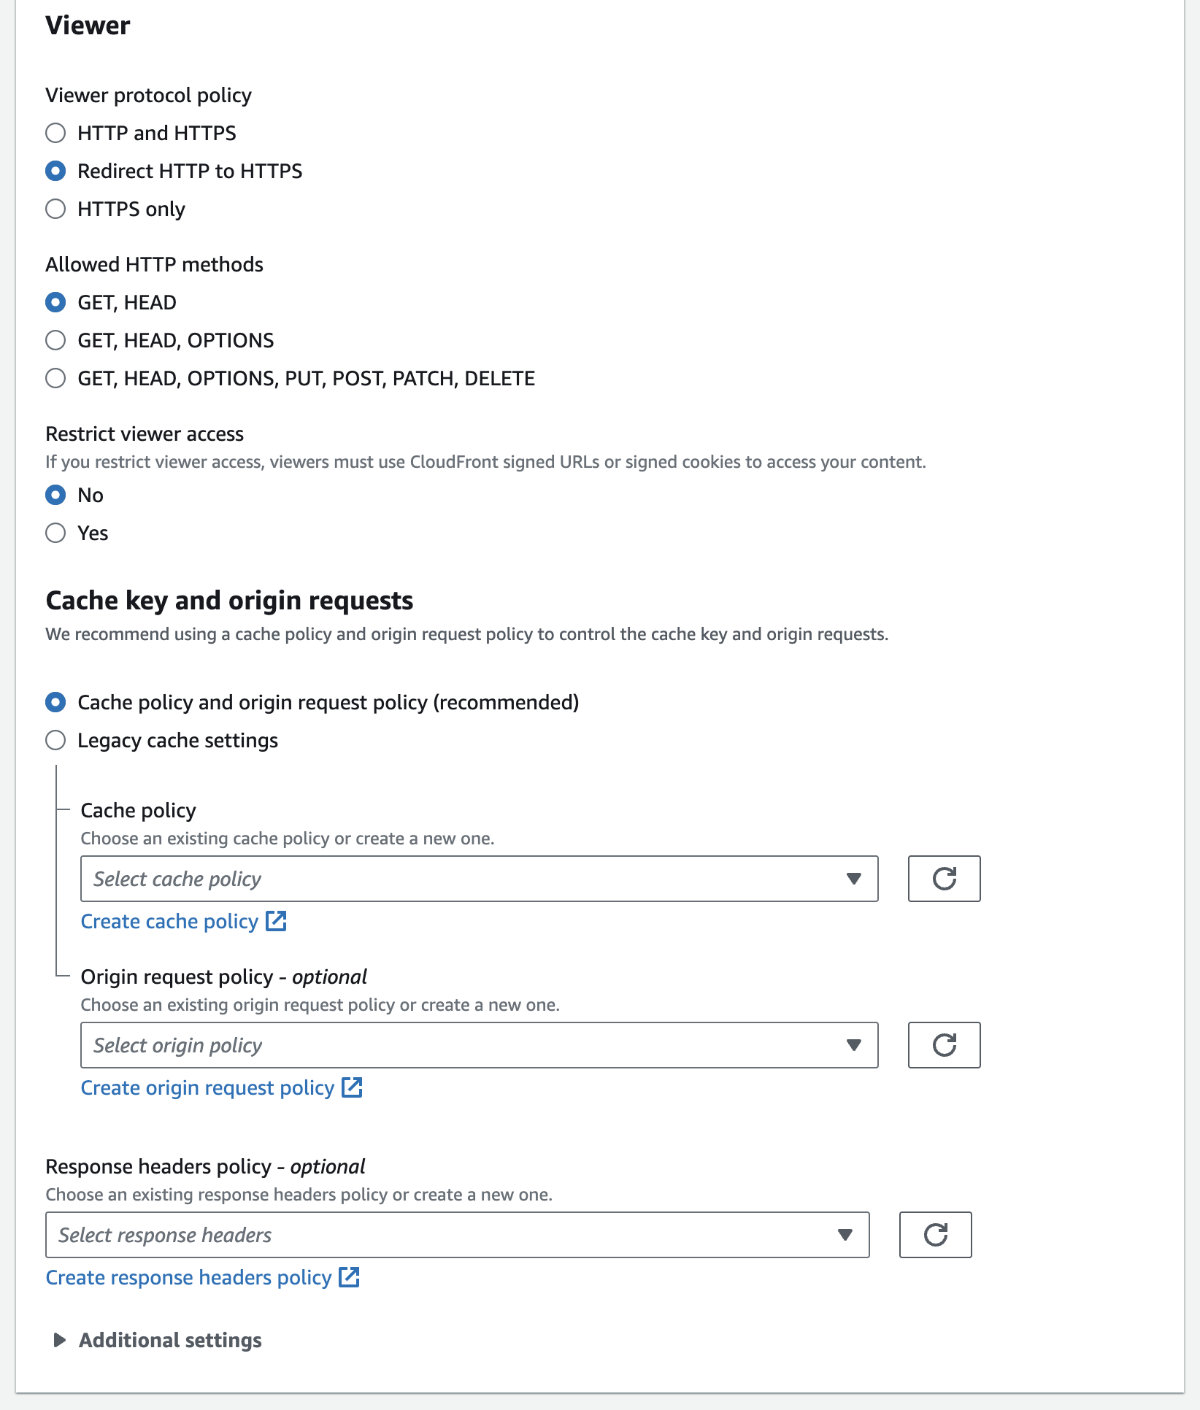 Viewer
Viewer protocol policy
HTTP and HTTPS
Redirect HTTP to HTTPS
HTTPS only
Allowed HTTP methods
GET, HEAD
GET, HEAD, OPTIONS
GET, HEAD, OPTIONS, PUT, POST, PATCH, DELETE
Restrict viewer access
If you restrict viewer access, viewers must use CloudFront signed URLs or signed cookies to access your content.
No
Yes
Cache key and origin requests
We recommend using a cache policy and origin request policy to control the cache key and origin requests.
Cache policy and origin request policy (recommended)
Legacy cache settings
Cache policy
Choose an existing cache policy or create a new one.
Select cache policy
Create cache policy
Origin request policy - optional
Choose an existing origin request policy or create a new one.
Select origin policy
Create origin request policy
Response headers policy - optional
Choose an existing response headers policy or create a new one.
Select response headers
Create response headers policy
Additional settings